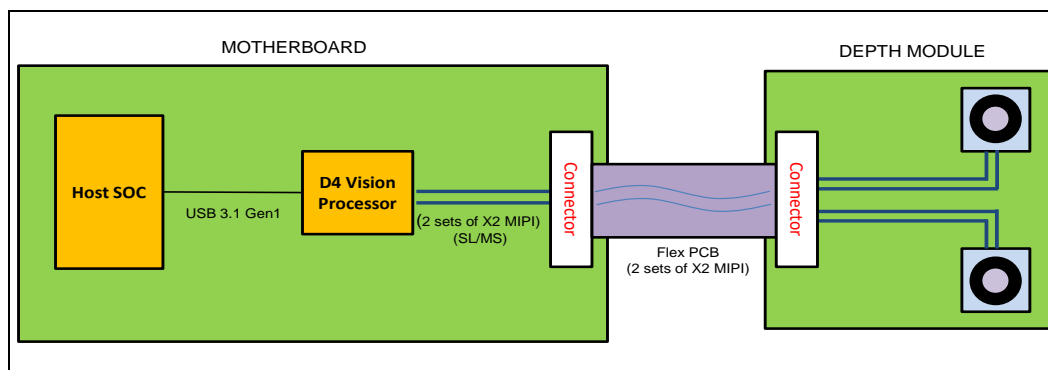 MOTHERBOARD
DEPTH MODULE
Host SOC
USB 3.1 Gen1
D4 Vision
Processor
(2 sets of X2 MIPI)
(SL/MS)
Connector
Flex PCB
(2 sets of X2 MIPI)
Connector